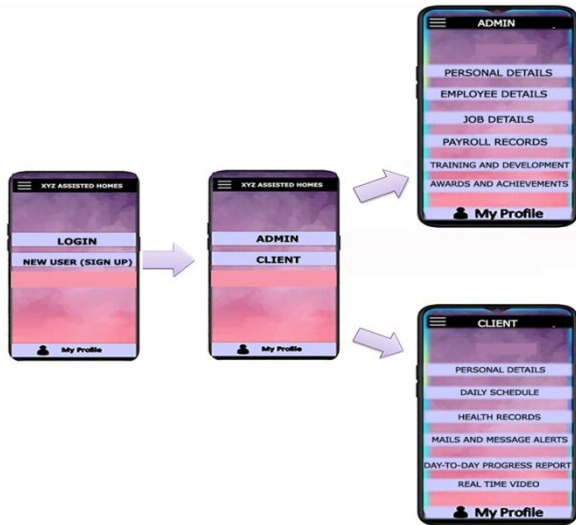 XYZ ASSISTED HOMES
LOGIN
NEW USER (SIGN UP)
My Profile
XYZ ASSISTED HOMES
ADMIN
CLIENT
My Profile
ADMIN
PERSONAL DETAILS
EMPLOYEE DETAILS
JOB DETAILS
PAYROLL RECORDS
TRAINING AND DEVELOPMENT
AWARDS AND ACHIEVEMENTS
My Profile
CLIENT
PERSONAL DETAILS
DAILY SCHEDULE
HEALTH RECORDS
MAILS AND MESSAGE ALERTS
DAY-TO-DAY PROGRESS REPORT
REAL TIME VIDEO
My Profile